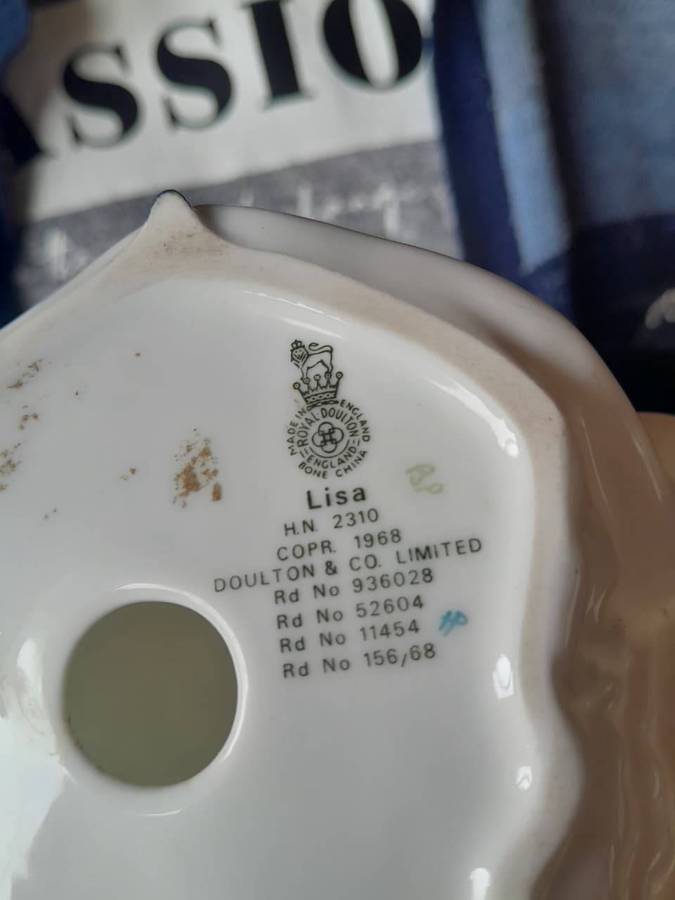 SSIO
MADE IN ENGLAND
ROYAL DOULTON
ENGLAND
BONE CHINA
Lisa
H.N. 2310
COPR. 1968
DOULTON & CO. LIMITED
Rd No 936028
Rd No 52604
Rd No 11454
Rd No 156/68